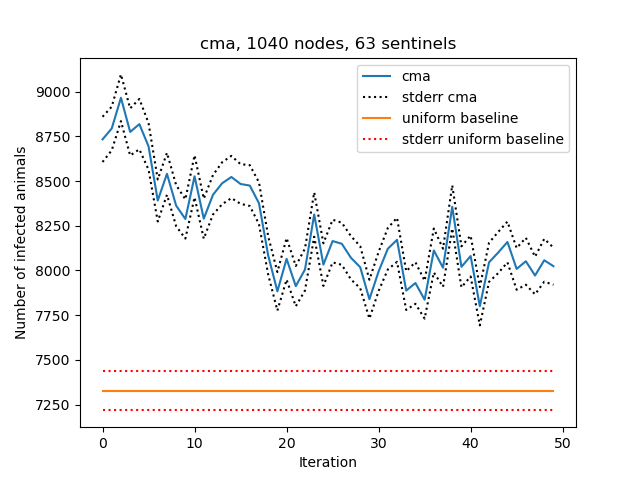 cma, 1040 nodes, 63 sentinels
cma
stderr cma
uniform baseline
stderr uniform baseline
Number of infected animals
9000
8750
8500
8250
8000
7750
7500
7250
0 10 20 30 40 50
Iteration